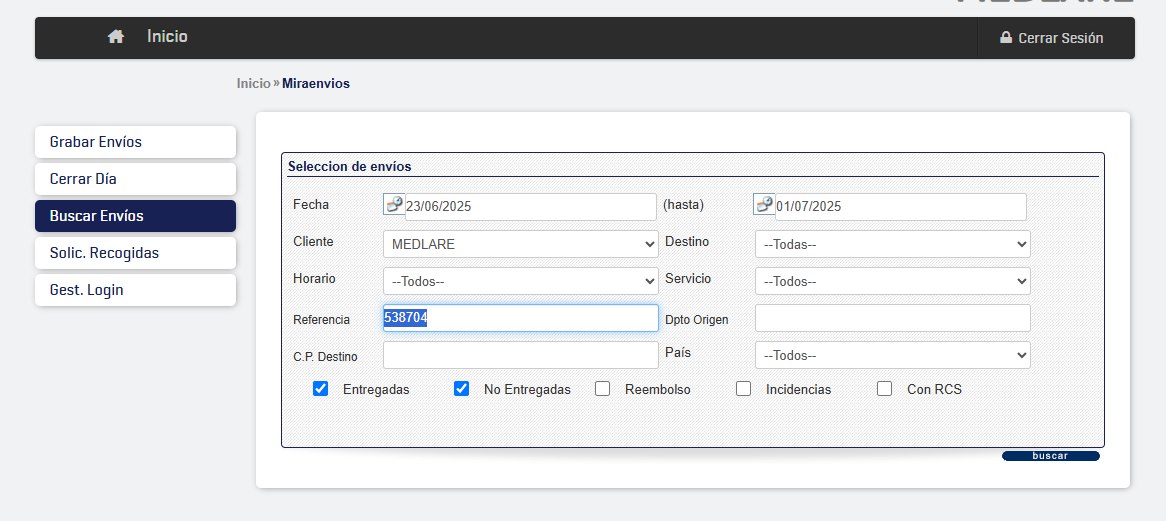 Inicio
Cerrar Sesión
Inicio » Miraenvios
Grabar Envíos
Cerrar Día
Buscar Envíos
Solic. Recogidas
Gest. Login
Seleccion de envíos
Fecha 23/06/2025 (hasta) 01/07/2025
Cliente MEDLARE Destino --Todas--
Horario --Todos-- Servicio --Todos--
Referencia 538704 Dpto Origen
C.P. Destino País --Todos--
Entregadas No Entregadas Reembolso Incidencias Con RCS
buscar